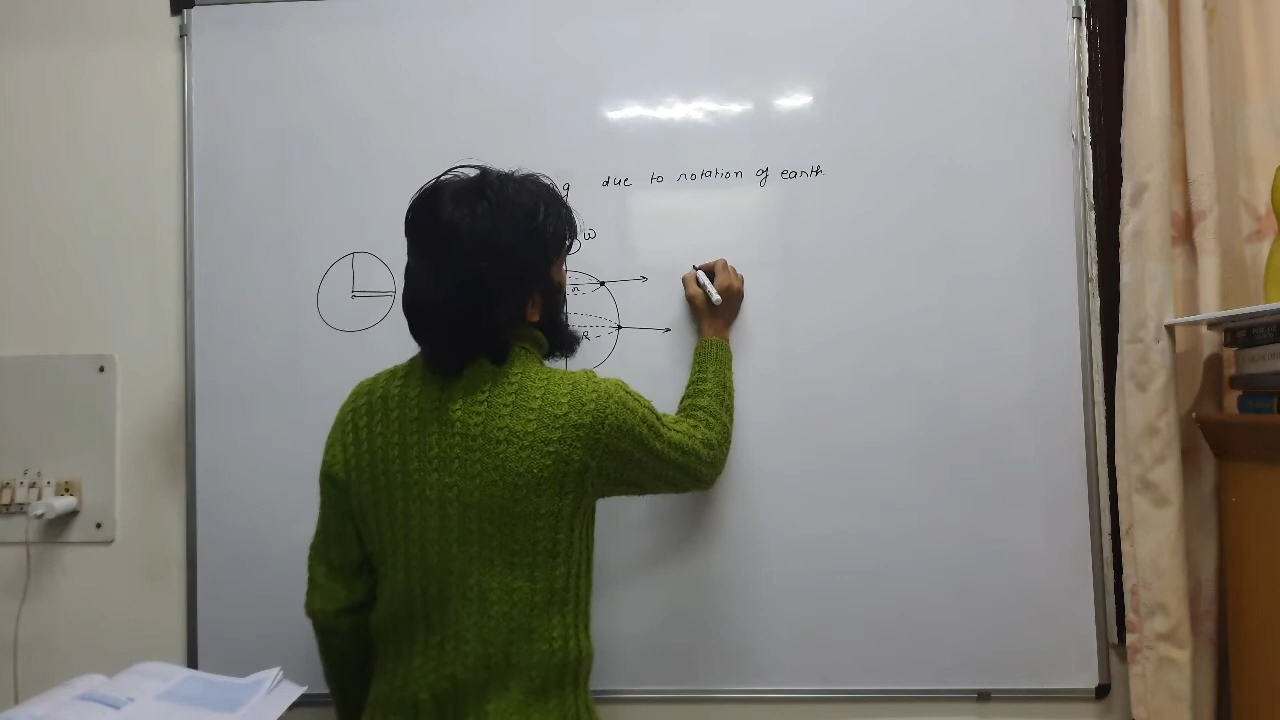 g due to rotation of earth
ω
r
R